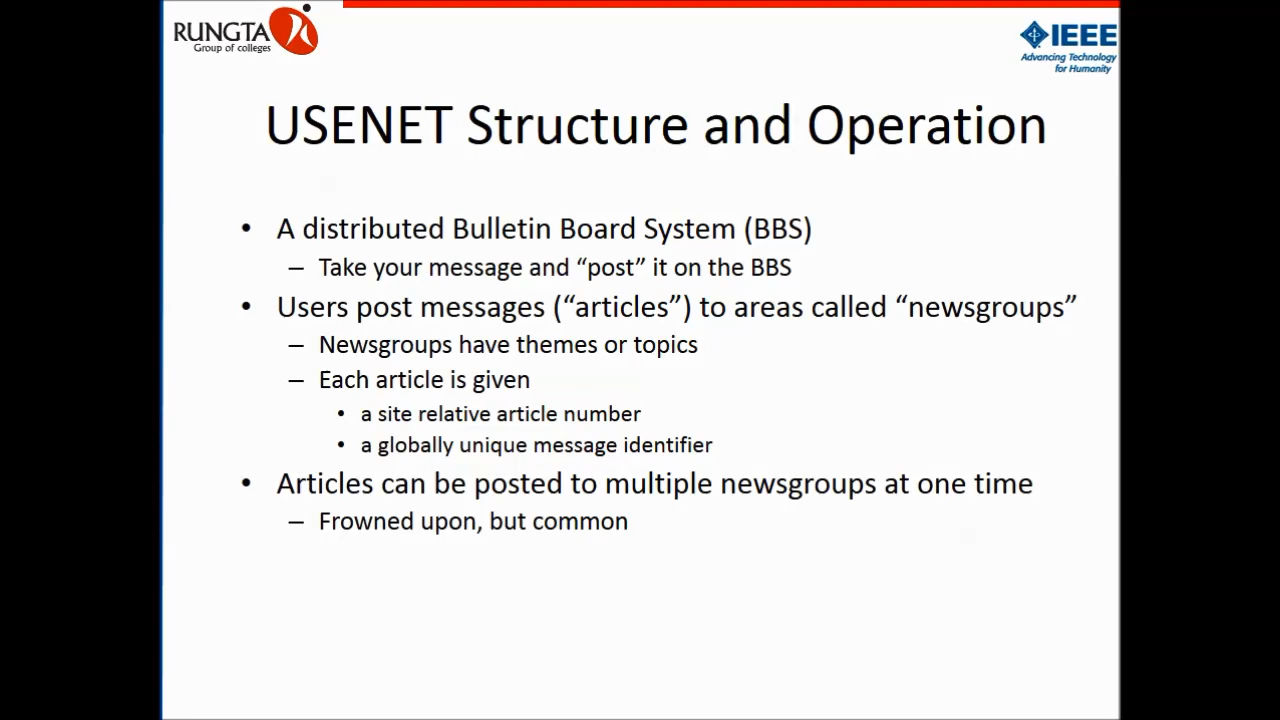 RUNGTA
Group of colleges
IEEE
Advancing Technology
for Humanity
USENET Structure and Operation
• A distributed Bulletin Board System (BBS)
– Take your message and “post” it on the BBS
• Users post messages (“articles”) to areas called “newsgroups”
– Newsgroups have themes or topics
– Each article is given
• a site relative article number
• a globally unique message identifier
• Articles can be posted to multiple newsgroups at one time
– Frowned upon, but common